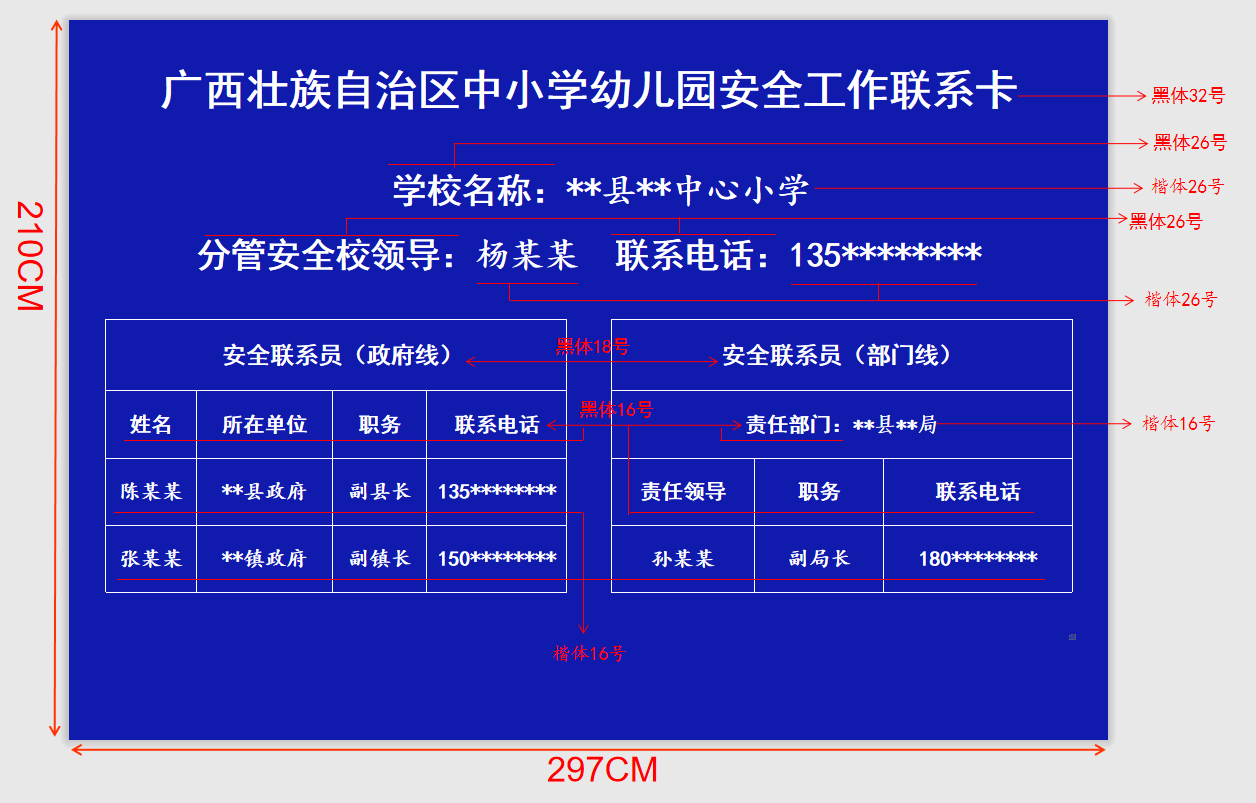 广西壮族自治区中小学幼儿园安全工作联系卡
黑体32号
黑体26号
学校名称：**县**中心小学
楷体26号
黑体26号
分管安全校领导：杨某某 联系电话：135********
楷体26号
210CM
安全联系员（政府线）
黑体18号
安全联系员（部门线）
黑体16号
姓名 所在单位 职务 联系电话
责任部门：**县**局
楷体16号
陈某某 **县政府 副县长 135********
责任领导 职务 联系电话
张某某 **镇政府 副镇长 150********
孙某某 副局长 180********
楷体16号
297CM